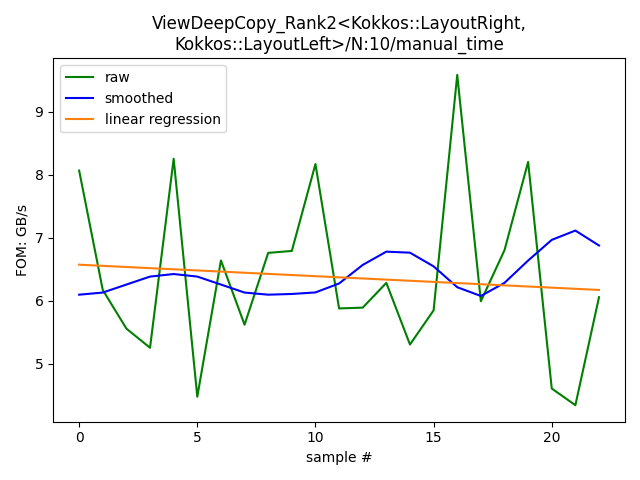 ViewDeepCopy_Rank2<Kokkos::LayoutRight,
Kokkos::LayoutLeft>/N:10/manual_time
raw
smoothed
linear regression
FOM: GB/s
9
8
7
6
5
0
5
10
15
20
sample #